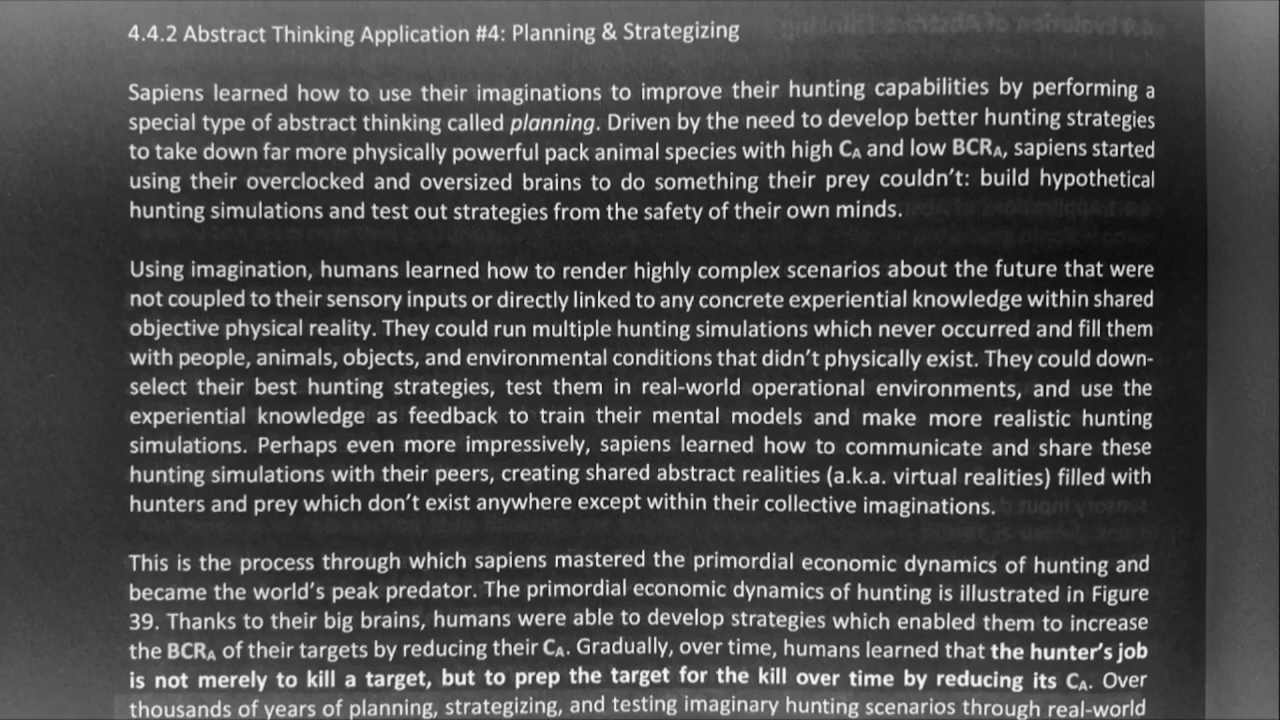 4.4.2 Abstract Thinking Application #4: Planning & Strategizing
Sapiens learned how to use their imaginations to improve their hunting capabilities by performing a
special type of abstract thinking called planning. Driven by the need to develop better hunting strategies
to take down far more physically powerful pack animal species with high CA and low BCRA, sapiens started
using their overclocked and oversized brains to do something their prey couldn't: build hypothetical
hunting simulations and test out strategies from the safety of their own minds.
Using imagination, humans learned how to render highly complex scenarios about the future that were
not coupled to their sensory inputs or directly linked to any concrete experiential knowledge within shared
objective physical reality. They could run multiple hunting simulations which never occurred and fill them
with people, animals, objects, and environmental conditions that didn't physically exist. They could down-
select their best hunting strategies, test them in real-world operational environments, and use the
experiential knowledge as feedback to train their mental models and make more realistic hunting
simulations. Perhaps even more impressively, sapiens learned how to communicate and share these
hunting simulations with their peers, creating shared abstract realities (a.k.a. virtual realities) filled with
hunters and prey which don't exist anywhere except within their collective imaginations.
This is the process through which sapiens mastered the primordial economic dynamics of hunting and
became the world's peak predator. The primordial economic dynamics of hunting is illustrated in Figure
39. Thanks to their big brains, humans were able to develop strategies which enabled them to increase
the BCRA of their targets by reducing their CA. Gradually, over time, humans learned that the hunter's job
is not merely to kill a target, but to prep the target for the kill over time by reducing its CA. Over
thousands of years of planning, strategizing, and testing imaginary hunting scenarios through real-world